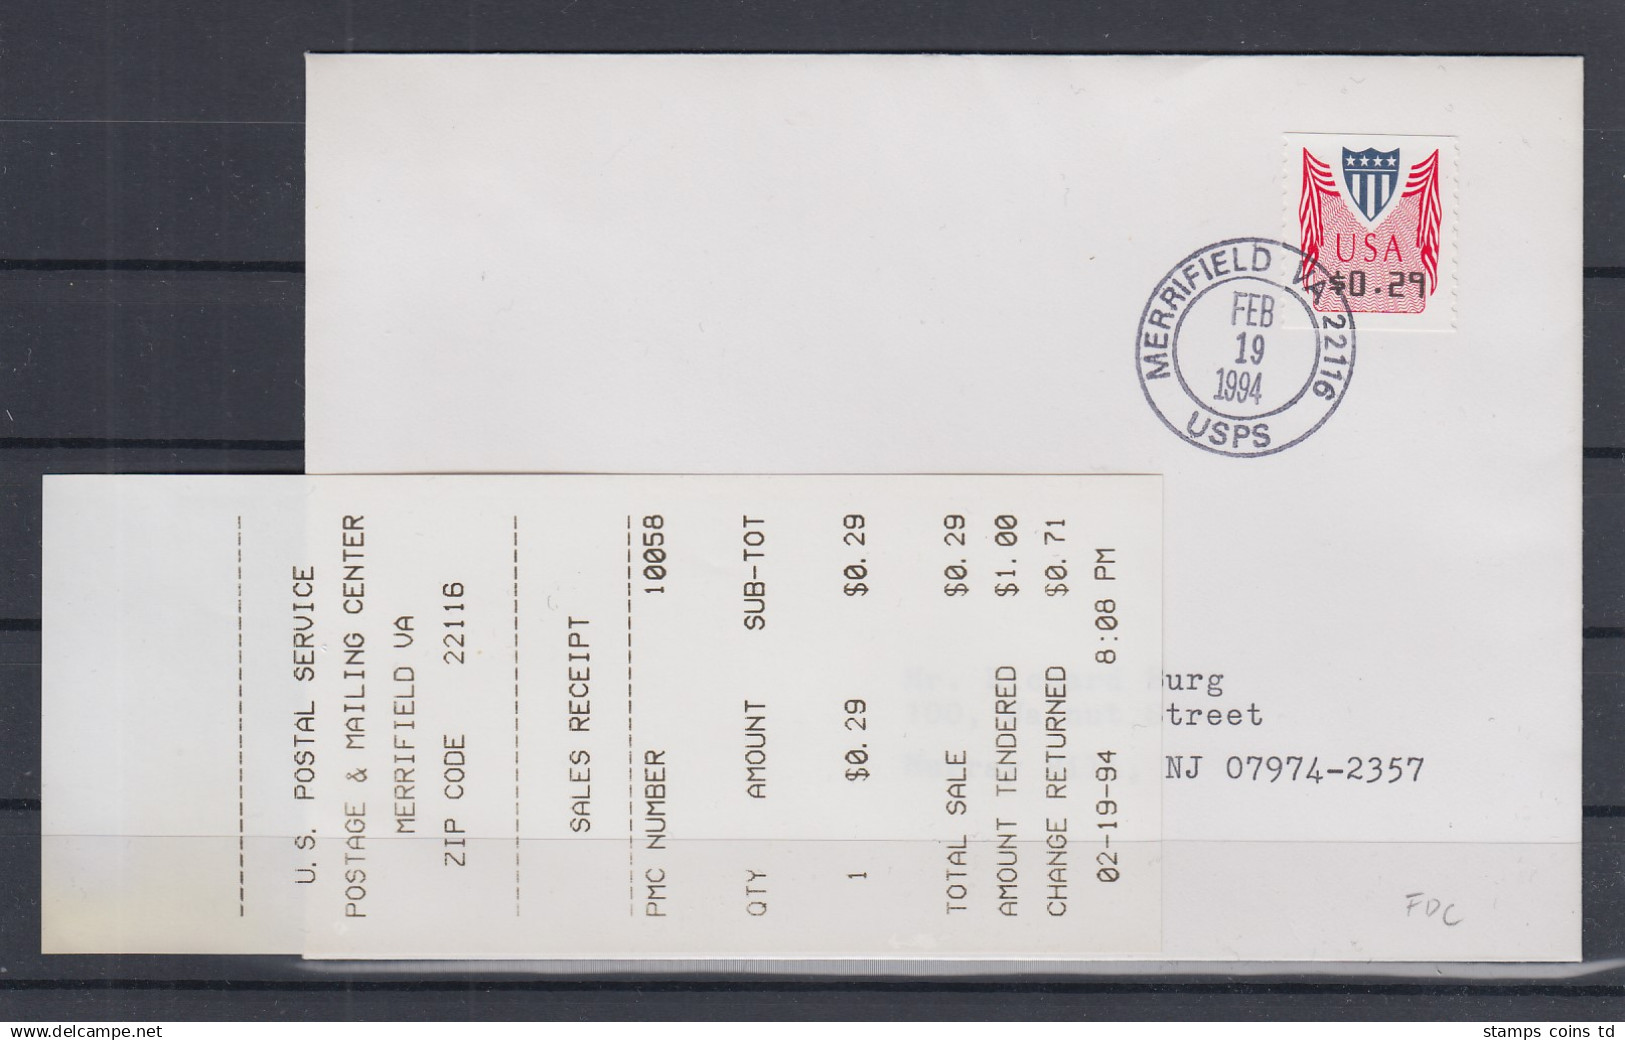 USA
$0.29
MERRIFIELD VA 22116
FEB
19
1994
USPS
U.S. POSTAL SERVICE
POSTAGE & MAILING CENTER
MERRIFIELD VA
ZIP CODE 22116
SALES RECEIPT
PMC NUMBER 10058
QTY AMOUNT SUB-TOT
1 $0.29 $0.29
TOTAL SALE $0.29
AMOUNT TENDERED $1.00
CHANGE RETURNED $0.71
02-19-94 8:08 PM
Mr. Burg
Street
NJ 07974-2357
FDC
www.delcampe.net
stamps coins td